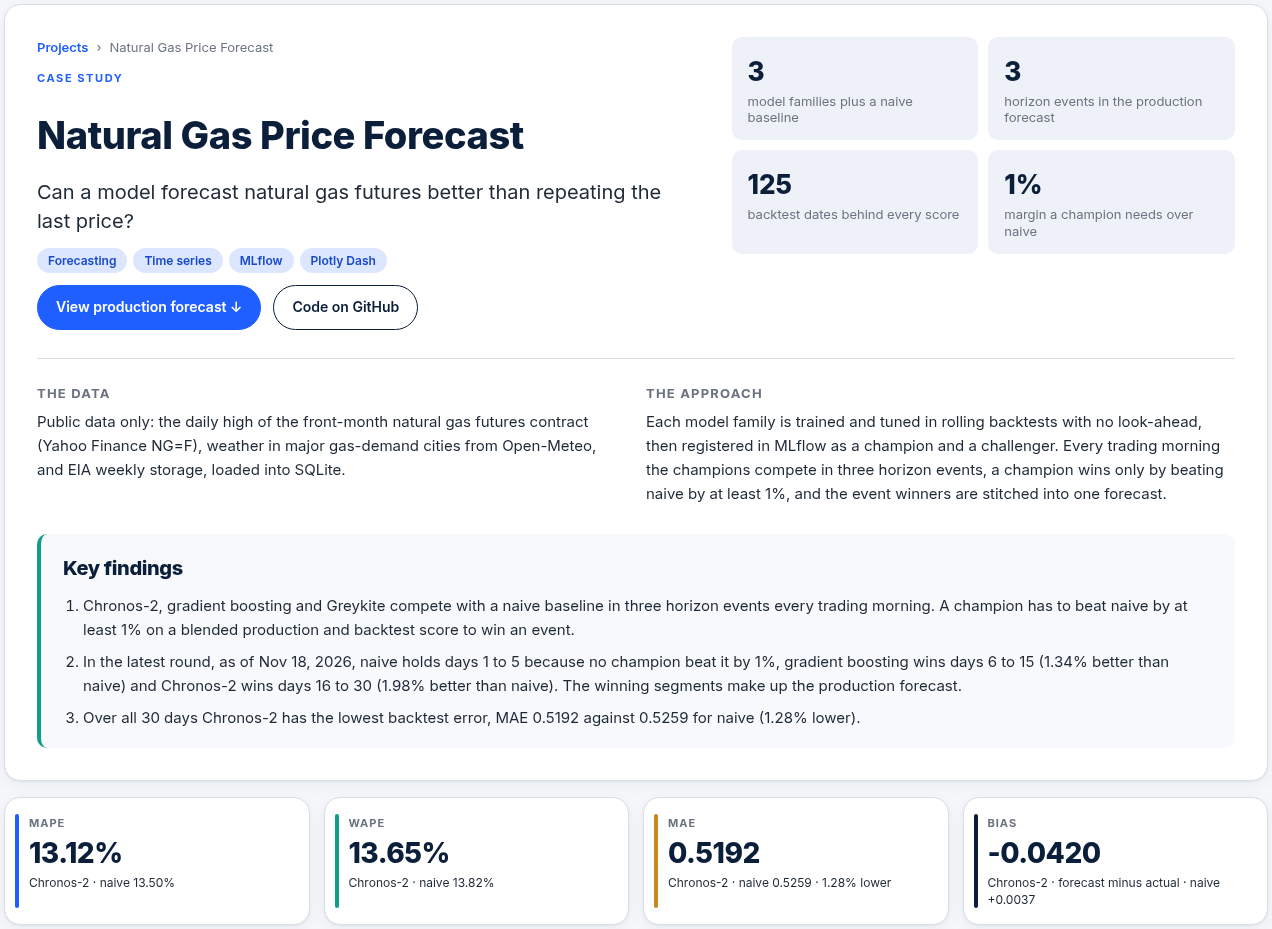 Projects › Natural Gas Price Forecast
CASE STUDY
Natural Gas Price Forecast
Can a model forecast natural gas futures better than repeating the
last price?
Forecasting Time series MLflow Plotly Dash
View production forecast ↓ Code on GitHub
3
model families plus a naive
baseline
3
horizon events in the production
forecast
125
backtest dates behind every score
1%
margin a champion needs over
naive
THE DATA
Public data only: the daily high of the front-month natural gas futures contract
(Yahoo Finance NG=F), weather in major gas-demand cities from Open-Meteo,
and EIA weekly storage, loaded into SQLite.
THE APPROACH
Each model family is trained and tuned in rolling backtests with no look-ahead,
then registered in MLflow as a champion and a challenger. Every trading morning
the champions compete in three horizon events, a champion wins only by beating
naive by at least 1%, and the event winners are stitched into one forecast.
Key findings
1. Chronos-2, gradient boosting and Greykite compete with a naive baseline in three horizon events every trading morning. A champion has to beat naive by at
least 1% on a blended production and backtest score to win an event.
2. In the latest round, as of Nov 18, 2026, naive holds days 1 to 5 because no champion beat it by 1%, gradient boosting wins days 6 to 15 (1.34% better than
naive) and Chronos-2 wins days 16 to 30 (1.98% better than naive). The winning segments make up the production forecast.
3. Over all 30 days Chronos-2 has the lowest backtest error, MAE 0.5192 against 0.5259 for naive (1.28% lower).
MAPE
13.12%
Chronos-2 · naive 13.50%
WAPE
13.65%
Chronos-2 · naive 13.82%
MAE
0.5192
Chronos-2 · naive 0.5259 · 1.28% lower
BIAS
-0.0420
Chronos-2 · forecast minus actual · naive
+0.0037